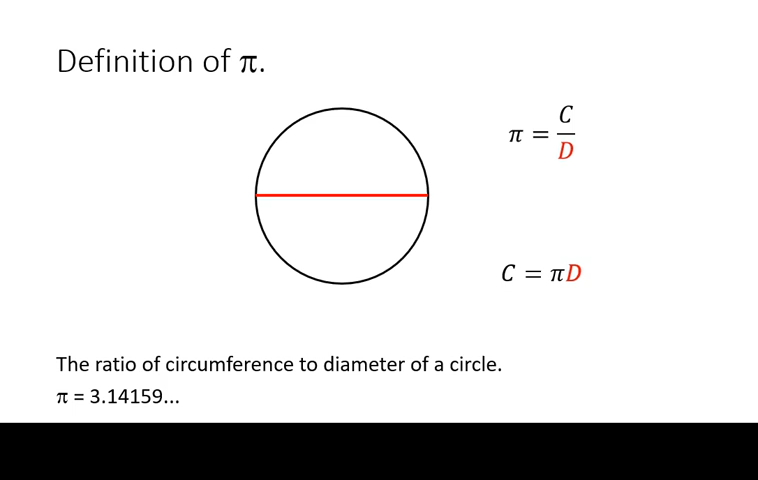 Definition of π.
π = C/D
C = πD
The ratio of circumference to diameter of a circle.
π = 3.14159...